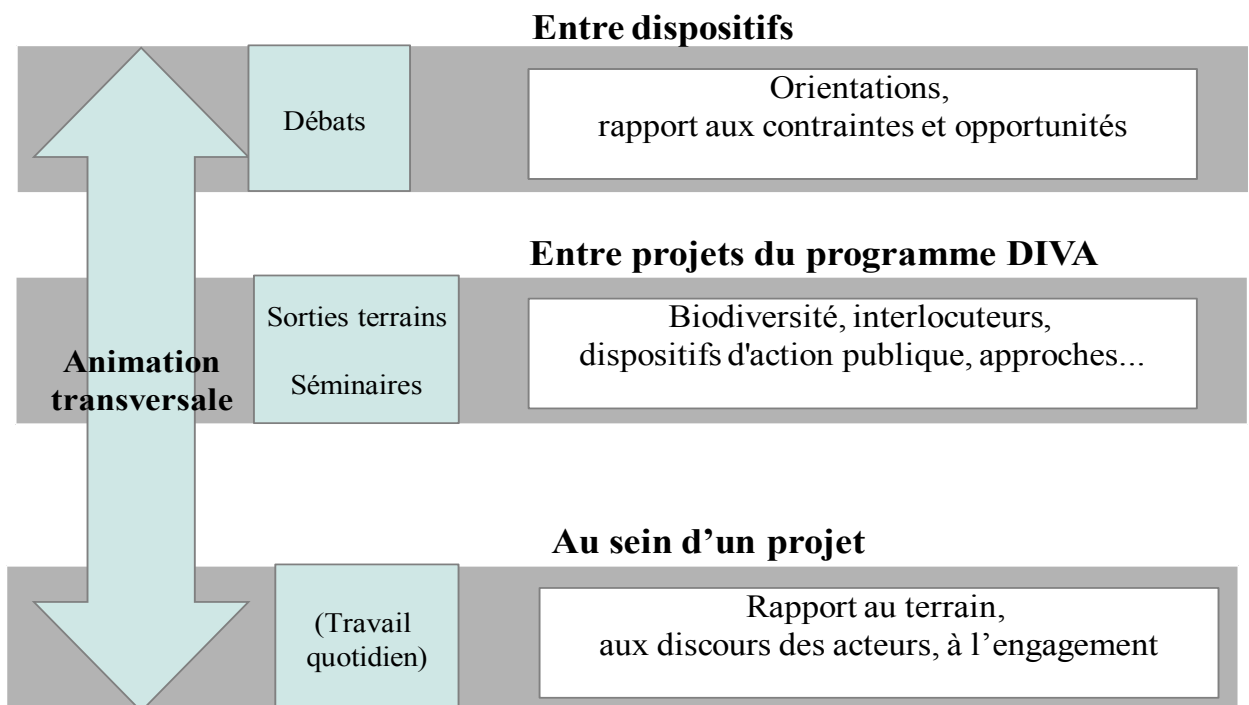 Entre dispositifs
Débats
Orientations,
rapport aux contraintes et opportunités
Entre projets du programme DIVA
Animation
transversale
Sorties terrains
Séminaires
Biodiversité, interlocuteurs,
dispositifs d'action publique, approches...
Au sein d’un projet
(Travail
quotidien)
Rapport au terrain,
aux discours des acteurs, à l’engagement